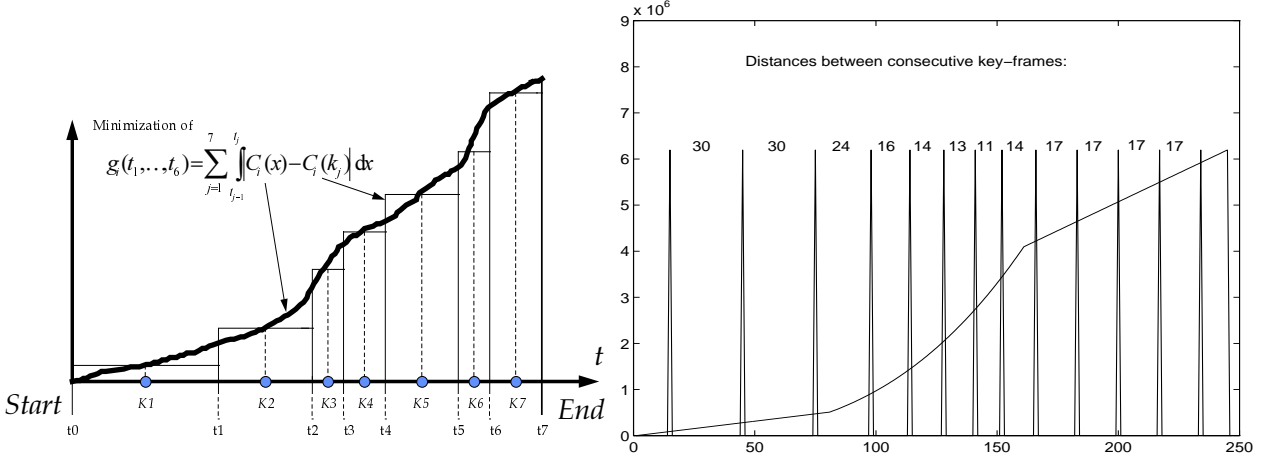 Minimization of
g_i(t_1,…,t_6)=∑_{j=1}^{7} ∫_{t_{j-1}}^{t_j} |C_i(x)−C_i(k_j)| dx
t
Start
End
K1 K2 K3 K4 K5 K6 K7
t0 t1 t2 t3 t4 t5 t6 t7
x 10^6
Distances between consecutive key−frames:
30 30 24 16 14 13 11 14 17 17 17 17
9
8
7
6
5
4
3
2
1
0
0 50 100 150 200 250